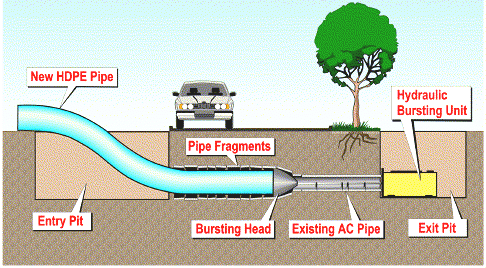 New HDPE Pipe
Hydraulic
Bursting Unit
Pipe Fragments
Entry Pit
Bursting Head
Existing AC Pipe
Exit Pit